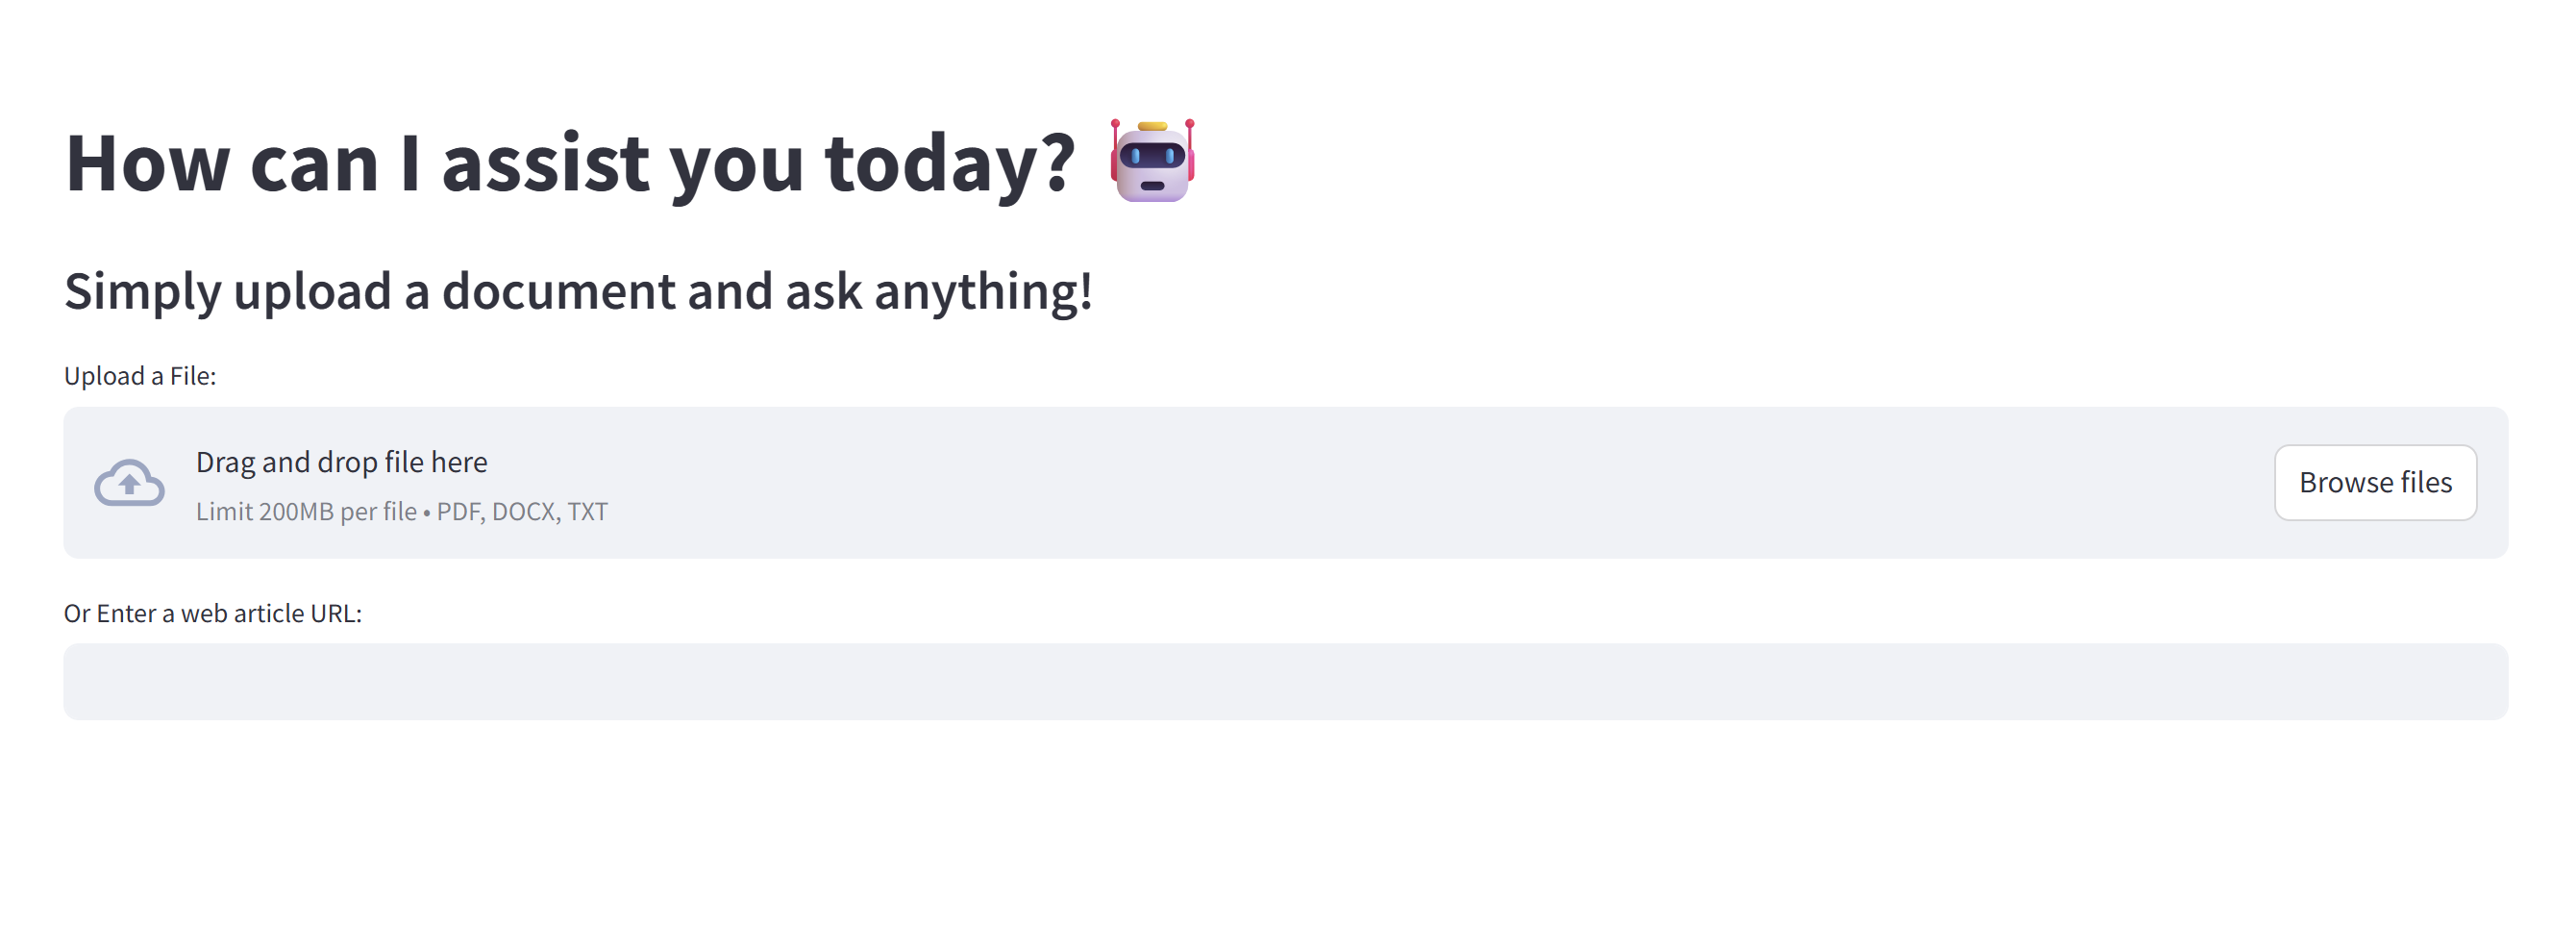 How can I assist you today? 🤖
Simply upload a document and ask anything!
Upload a File:
Drag and drop file here
Limit 200MB per file • PDF, DOCX, TXT
Browse files
Or Enter a web article URL: